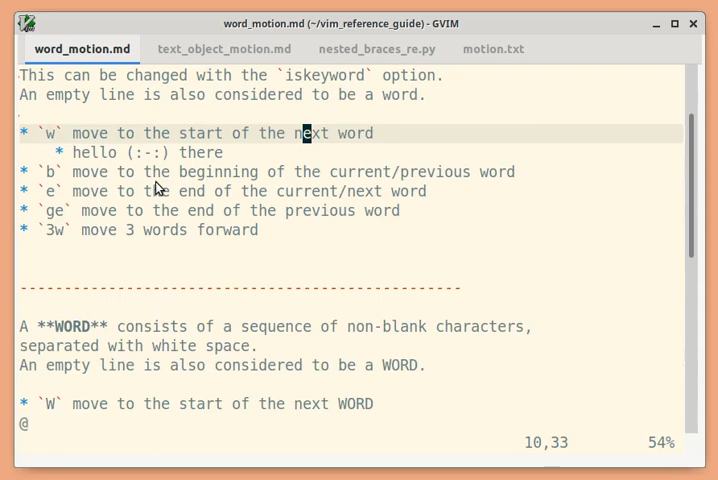 word_motion.md (~/vim_reference_guide) - GVIM
word_motion.md text_object_motion.md nested_braces_re.py motion.txt
This can be changed with the `iskeyword` option.
An empty line is also considered to be a word.
* `w` move to the start of the next word
* hello (:-:) there
* `b` move to the beginning of the current/previous word
* `e` move to the end of the current/next word
* `ge` move to the end of the previous word
* `3w` move 3 words forward
--------------------------------------------------
A **WORD** consists of a sequence of non-blank characters,
separated with white space.
An empty line is also considered to be a WORD.
* `W` move to the start of the next WORD
@
10,33 54%